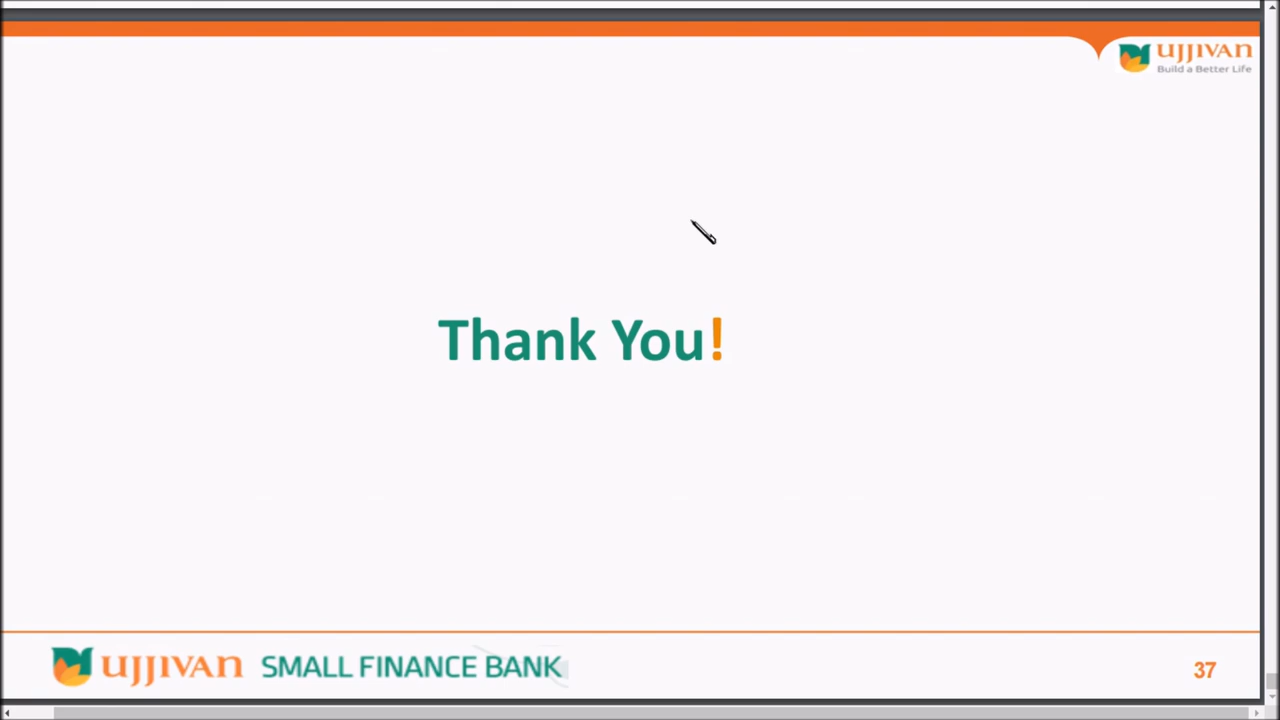 UJJIVAN
Build a Better Life
Thank You!
UJJIVAN SMALL FINANCE BANK
37